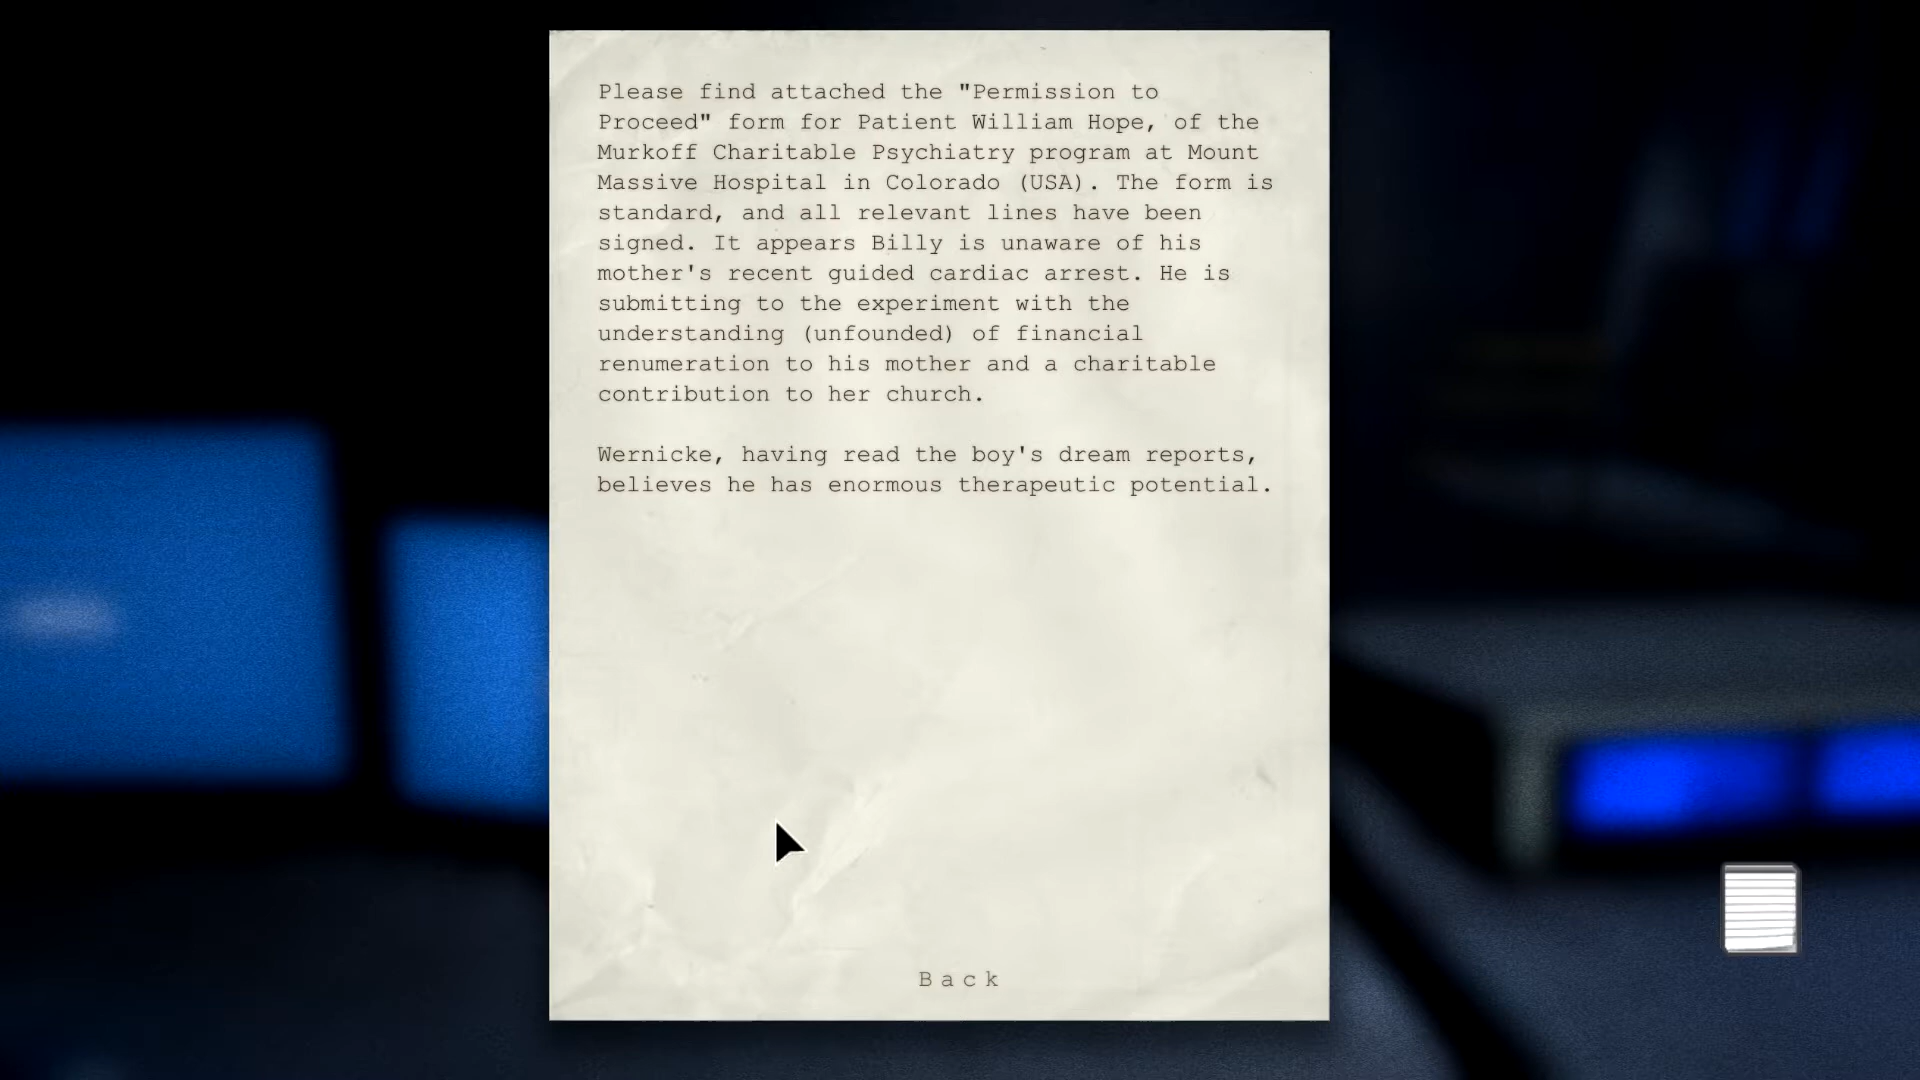 Please find attached the "Permission to
Proceed" form for Patient William Hope, of the
Murkoff Charitable Psychiatry program at Mount
Massive Hospital in Colorado (USA). The form is
standard, and all relevant lines have been
signed. It appears Billy is unaware of his
mother's recent guided cardiac arrest. He is
submitting to the experiment with the
understanding (unfounded) of financial
renumeration to his mother and a charitable
contribution to her church.
Wernicke, having read the boy's dream reports,
believes he has enormous therapeutic potential.
Back